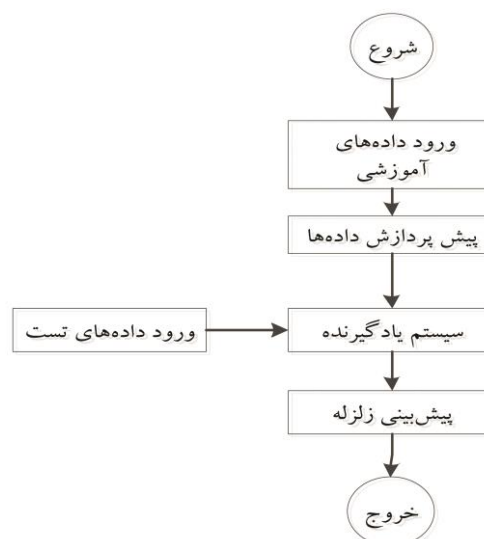 شروع
ورود داده‌های
آموزشی
پیش پردازش داده‌ها
سیستم یادگیرنده
ورود داده‌های تست
پیش‌بینی زلزله
خروج